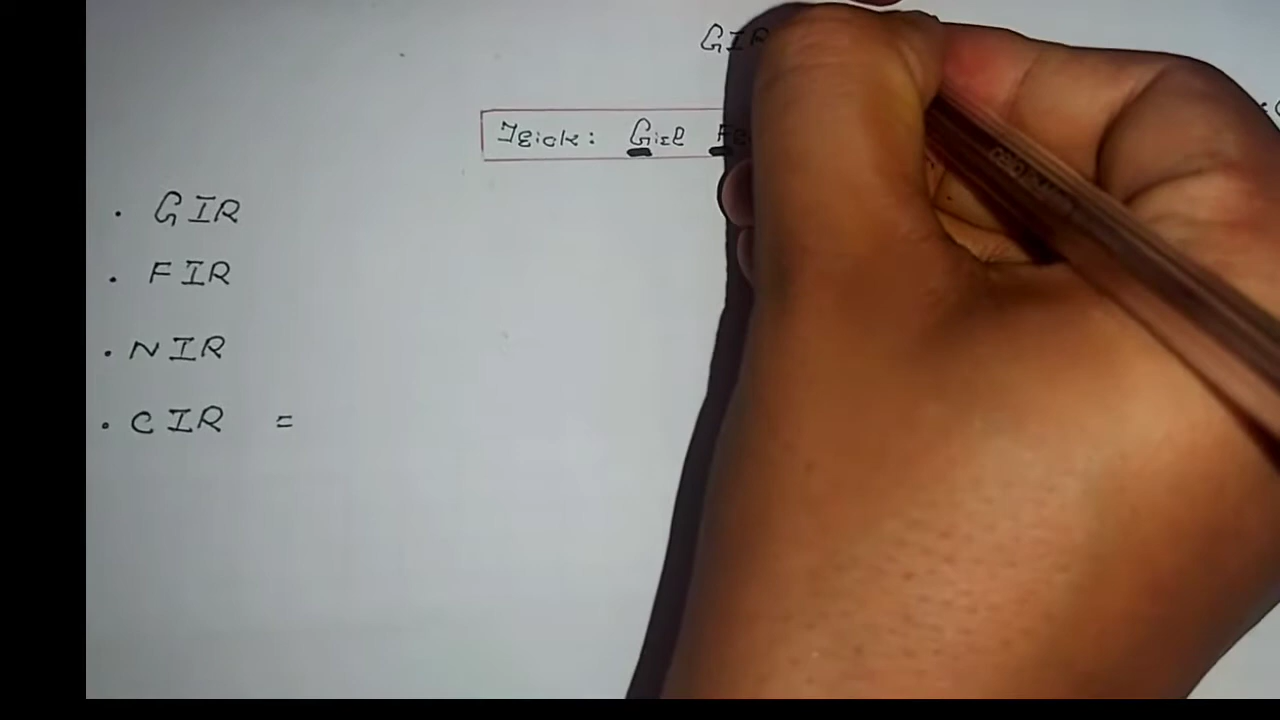 GIR
Trick: Girl
. GIR
. FIR
. NIR
. CIR =